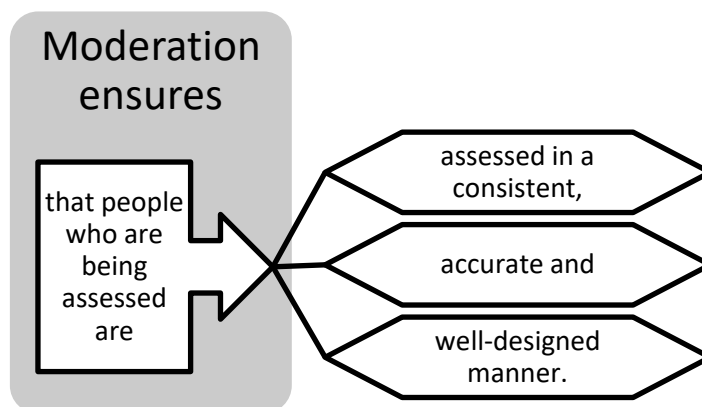 Moderation
ensures
that people
who are
being
assessed
are
assessed in a
consistent,
accurate and
well-designed
manner.